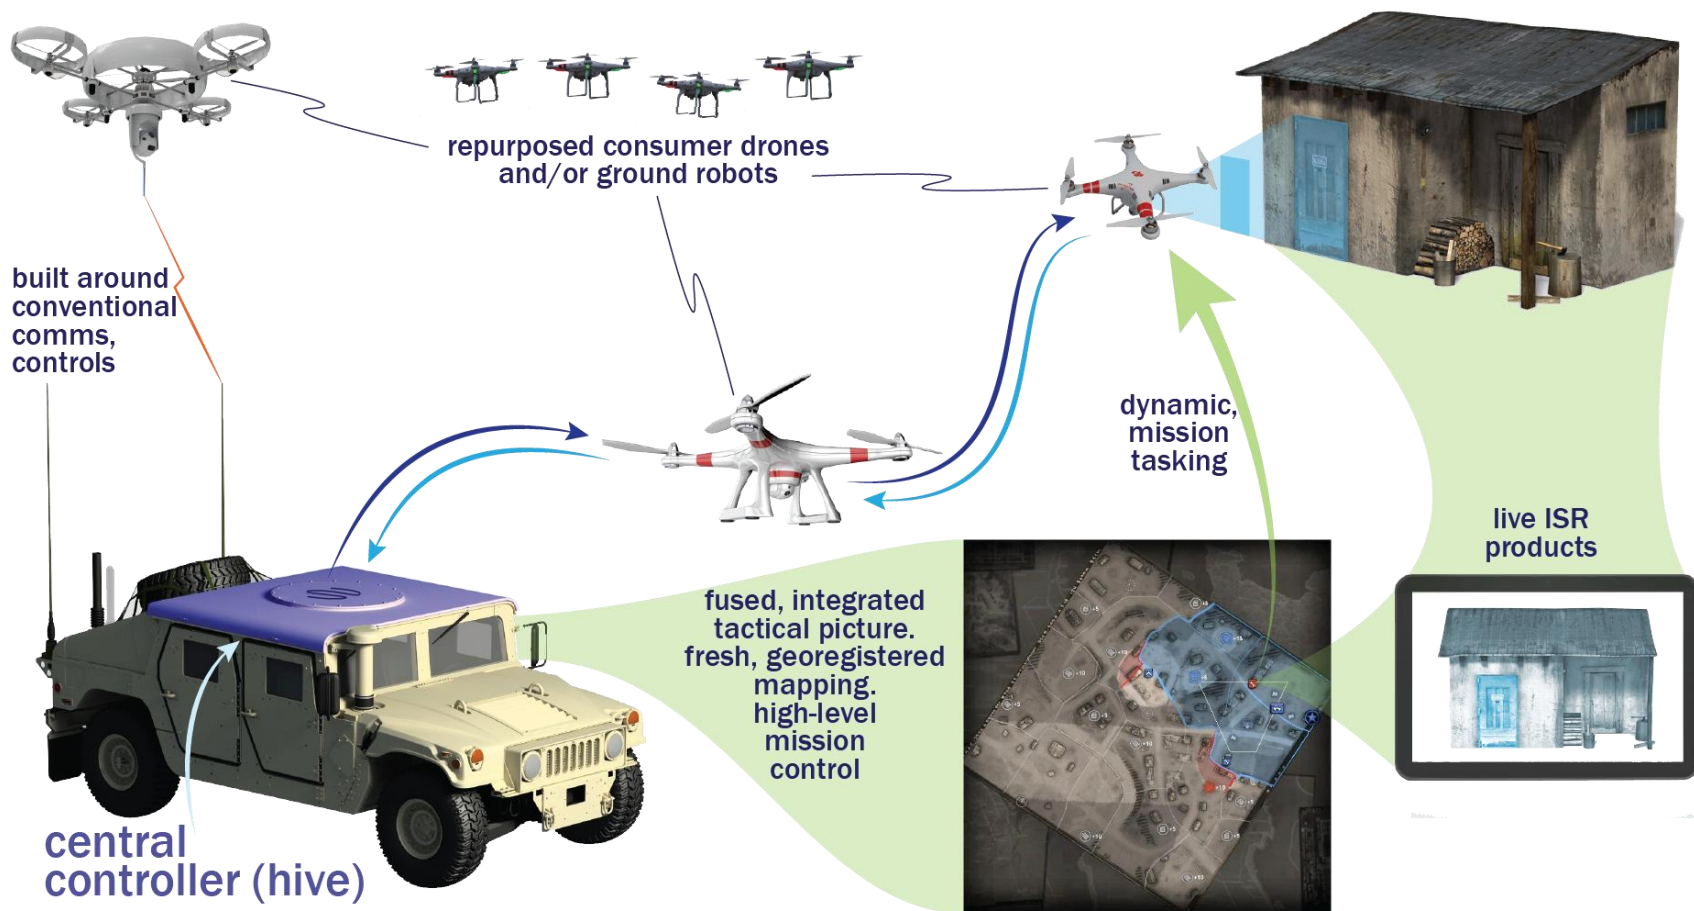 repurposed consumer drones
and/or ground robots
built around
conventional
comms,
controls
dynamic,
mission
tasking
live ISR
products
fused, integrated
tactical picture.
fresh, georegistered
mapping.
high-level
mission
control
central
controller (hive)